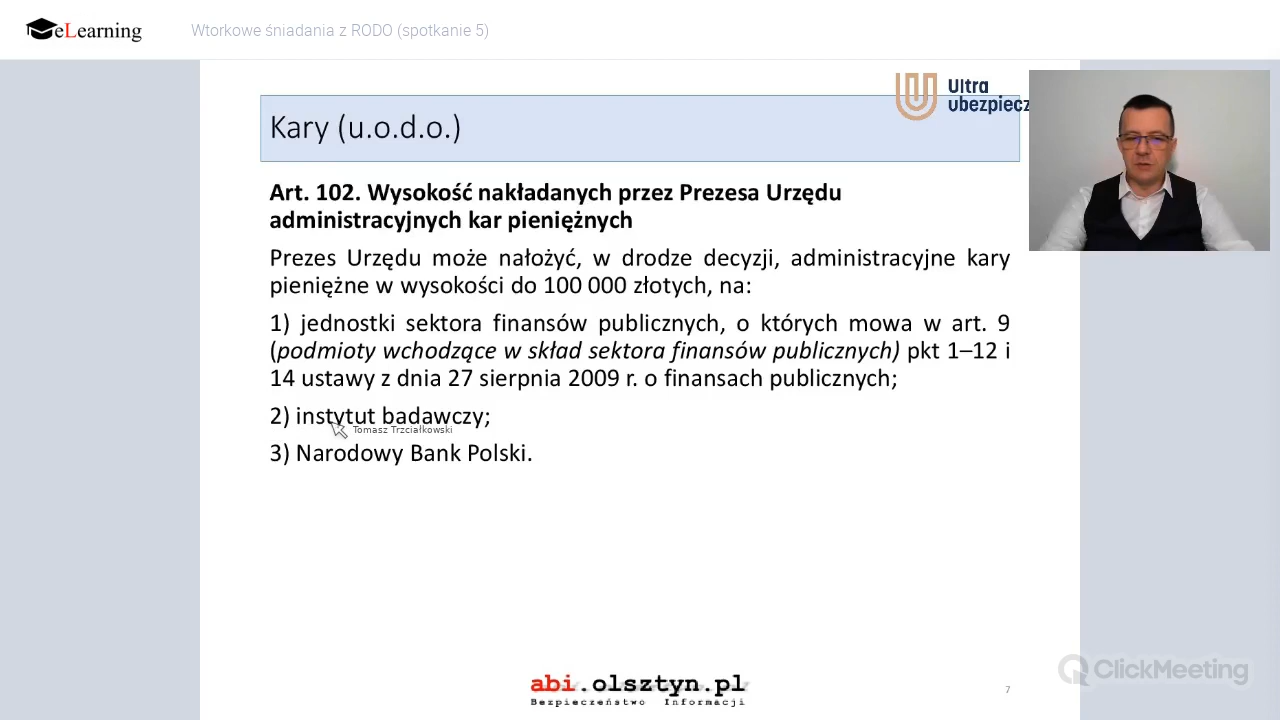 eLearning
Wtorkowe śniadania z RODO (spotkanie 5)
Ultra
ubezpiecz
Kary (u.o.d.o.)
Art. 102. Wysokość nakładanych przez Prezesa Urzędu
administracyjnych kar pieniężnych
Prezes Urzędu może nałożyć, w drodze decyzji, administracyjne kary
pieniężne w wysokości do 100 000 złotych, na:
1) jednostki sektora finansów publicznych, o których mowa w art. 9
(podmioty wchodzące w skład sektora finansów publicznych) pkt 1–12 i
14 ustawy z dnia 27 sierpnia 2009 r. o finansach publicznych;
2) instytut badawczy;
Tomasz Trzciałkowski
3) Narodowy Bank Polski.
abi.olsztyn.pl
Bezpieczeństwo Informacji
7
ClickMeeting